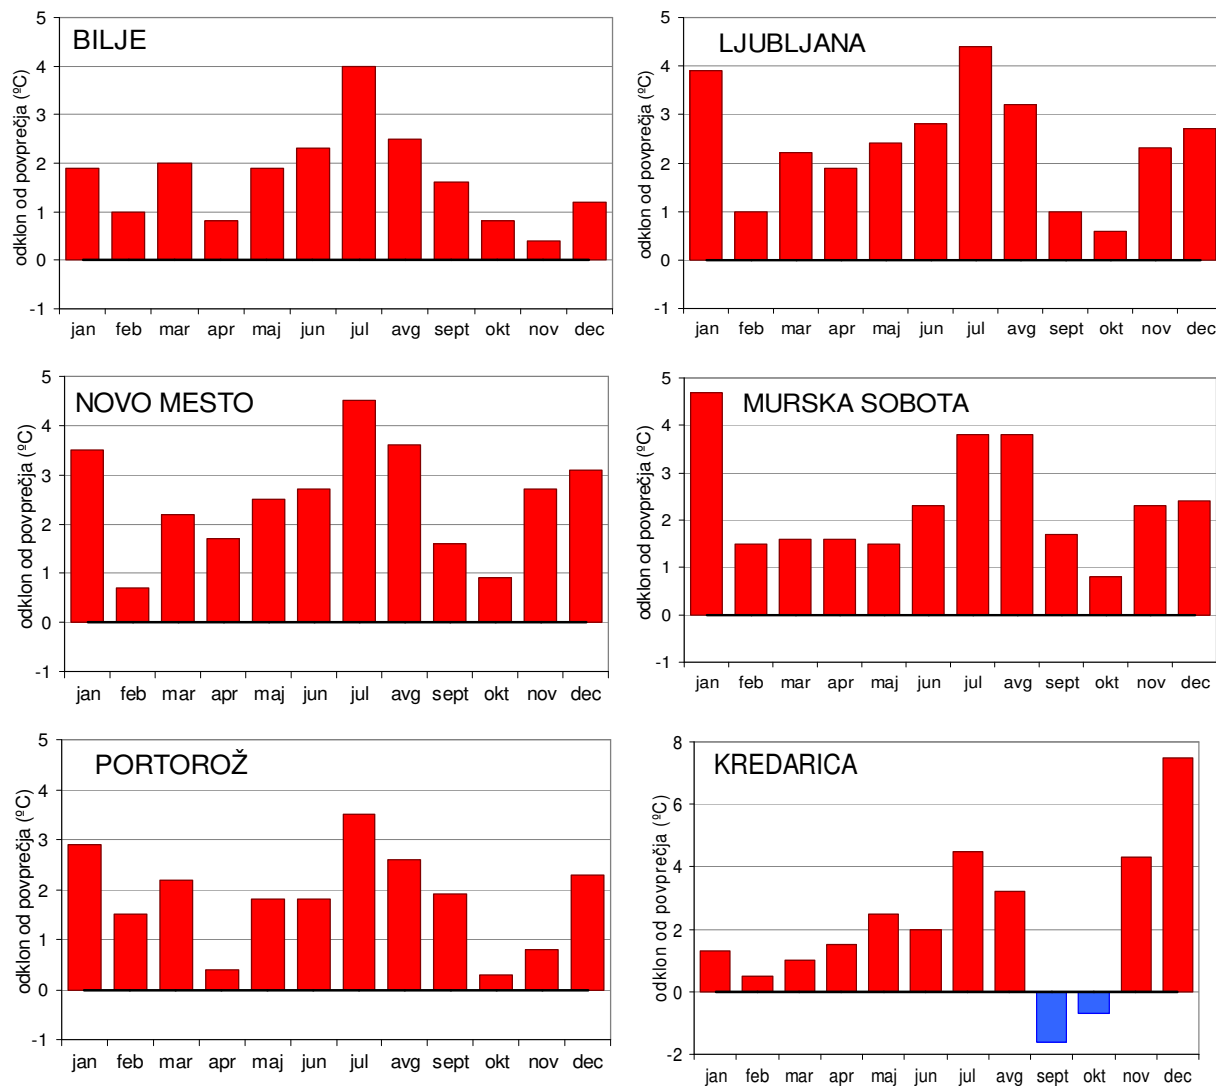 BILJE
odklon od povprečja (ºC)
5
4
3
2
1
0
-1
jan feb mar apr maj jun jul avg sept okt nov dec
LJUBLJANA
odklon od povprečja (ºC)
5
4
3
2
1
0
-1
jan feb mar apr maj jun jul avg sept okt nov dec
NOVO MESTO
odklon od povprečja (ºC)
5
4
3
2
1
0
-1
jan feb mar apr maj jun jul avg sept okt nov dec
MURSKA SOBOTA
odklon od povprečja (ºC)
5
4
3
2
1
0
-1
jan feb mar apr maj jun jul avg sept okt nov dec
PORTOROŽ
odklon od povprečja (ºC)
5
4
3
2
1
0
-1
jan feb mar apr maj jun jul avg sept okt nov dec
KREDARICA
odklon od povprečja (ºC)
8
6
4
2
0
-2
jan feb mar apr maj jun jul avg sept okt nov dec